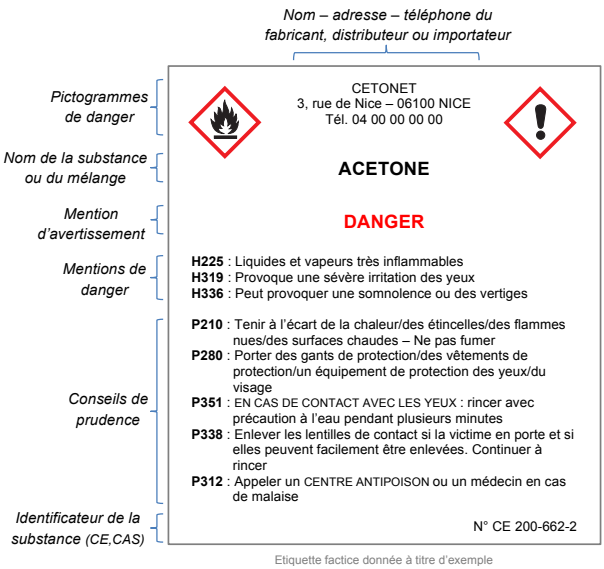 Nom – adresse – téléphone du
fabricant, distributeur ou importateur
Pictogrammes
de danger
CETONET
3, rue de Nice – 06100 NICE
Tél. 04 00 00 00 00
Nom de la substance
ou du mélange
ACETONE
Mention
d'avertissement
DANGER
Mentions de
danger
H225 : Liquides et vapeurs très inflammables
H319 : Provoque une sévère irritation des yeux
H336 : Peut provoquer une somnolence ou des vertiges
Conseils de
prudence
P210 : Tenir à l'écart de la chaleur/des étincelles/des flammes
nues/des surfaces chaudes – Ne pas fumer
P280 : Porter des gants de protection/des vêtements de
protection/un équipement de protection des yeux/du
visage
P351 : EN CAS DE CONTACT AVEC LES YEUX : rincer avec
précaution à l'eau pendant plusieurs minutes
P338 : Enlever les lentilles de contact si la victime en porte et si
elles peuvent facilement être enlevées. Continuer à
rincer
P312 : Appeler un CENTRE ANTIPOISON ou un médecin en cas
de malaise
Identificateur de la
substance (CE,CAS)
N° CE 200-662-2
Etiquette factice donnée à titre d'exemple